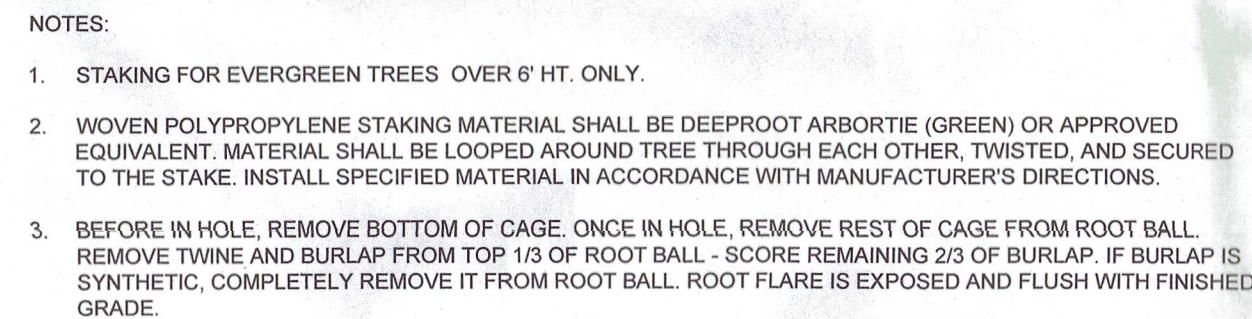 NOTES:
1. STAKING FOR EVERGREEN TREES OVER 6' HT. ONLY.
2. WOVEN POLYPROPYLENE STAKING MATERIAL SHALL BE DEEPROOT ARBORTIE (GREEN) OR APPROVED
EQUIVALENT. MATERIAL SHALL BE LOOPED AROUND TREE THROUGH EACH OTHER, TWISTED, AND SECURED
TO THE STAKE. INSTALL SPECIFIED MATERIAL IN ACCORDANCE WITH MANUFACTURER'S DIRECTIONS.
3. BEFORE IN HOLE, REMOVE BOTTOM OF CAGE. ONCE IN HOLE, REMOVE REST OF CAGE FROM ROOT BALL.
REMOVE TWINE AND BURLAP FROM TOP 1/3 OF ROOT BALL - SCORE REMAINING 2/3 OF BURLAP. IF BURLAP IS
SYNTHETIC, COMPLETELY REMOVE IT FROM ROOT BALL. ROOT FLARE IS EXPOSED AND FLUSH WITH FINISHED
GRADE.